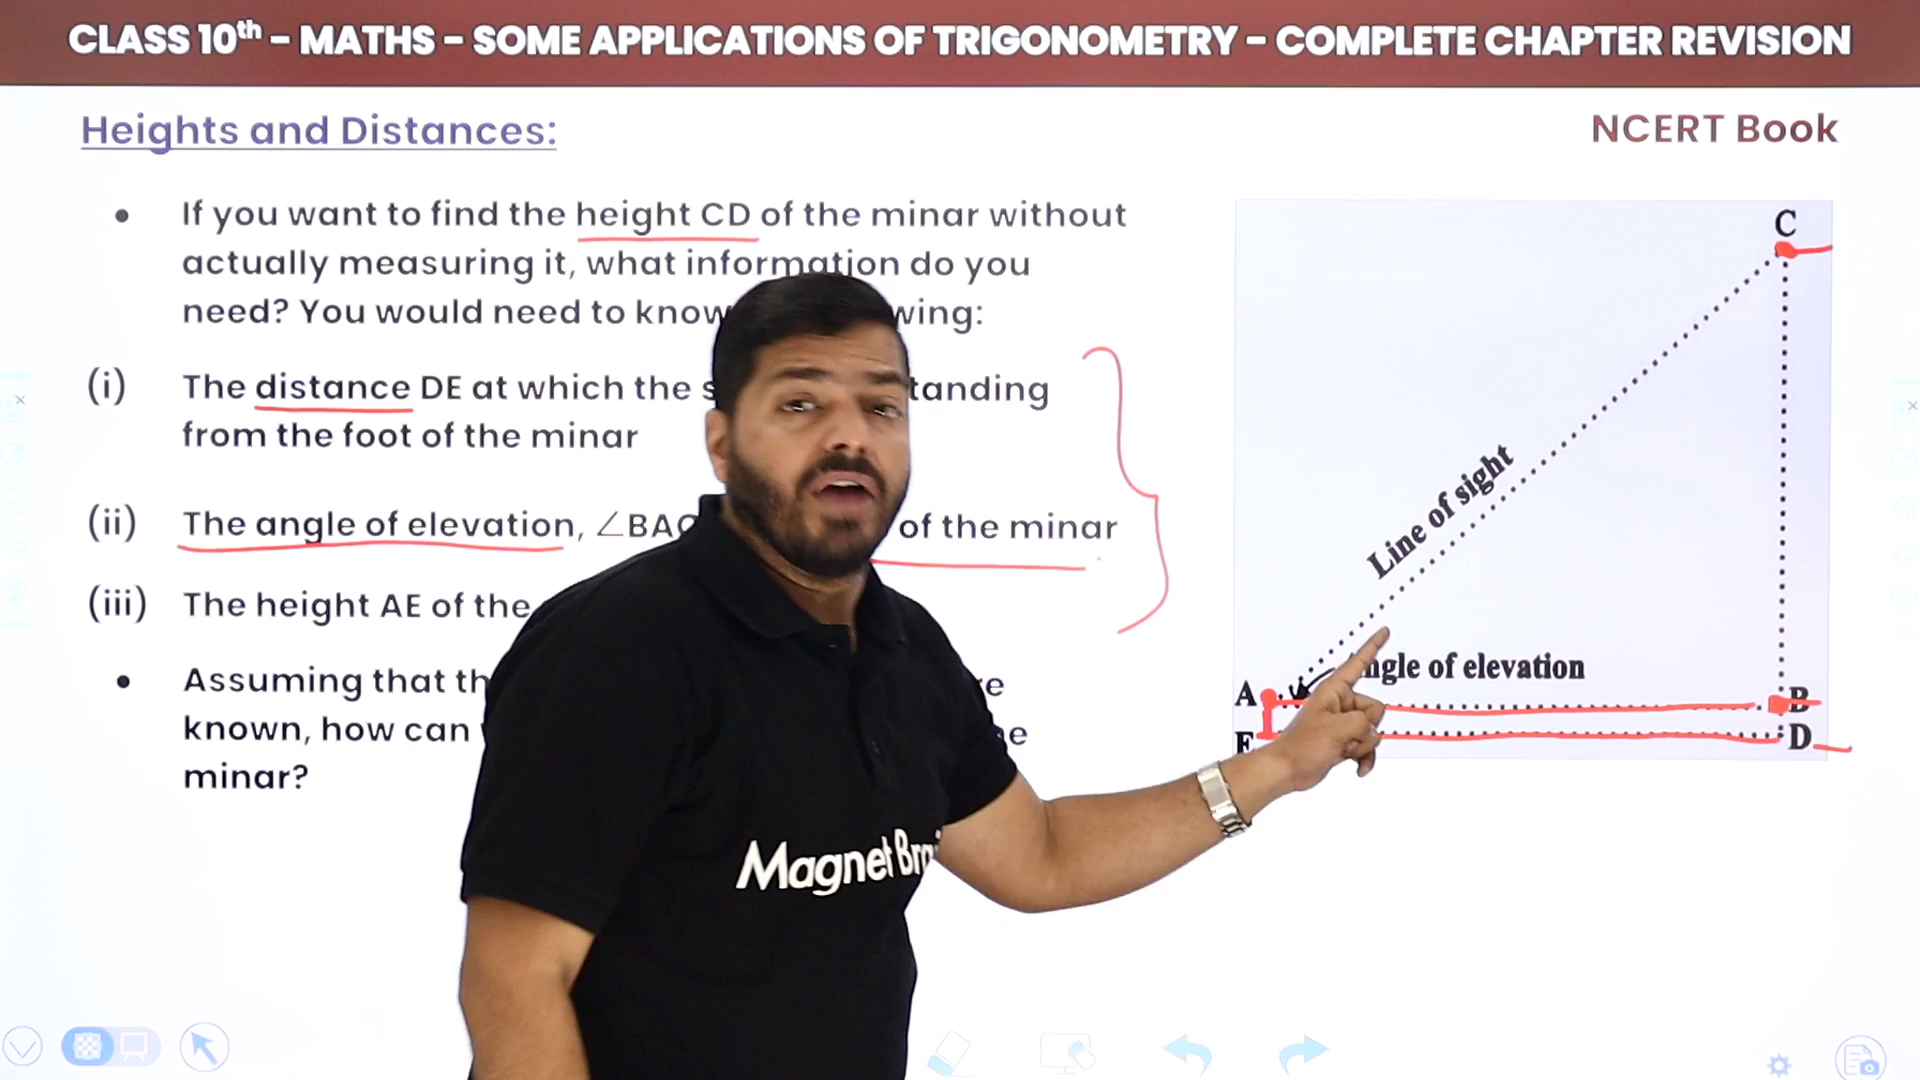 CLASS 10th – MATHS – SOME APPLICATIONS OF TRIGONOMETRY – COMPLETE CHAPTER REVISION
Heights and Distances:
NCERT Book
• If you want to find the height CD of the minar without
actually measuring it, what information do you
need? You would need to know wing:
(i) The distance DE at which the s tanding
from the foot of the minar
(ii) The angle of elevation, ∠BAC of the minar
(iii) The height AE of the
• Assuming that th e
known, how can e
minar?
C
Line of sight
ngle of elevation
A
B
E
D
Magnet Bra